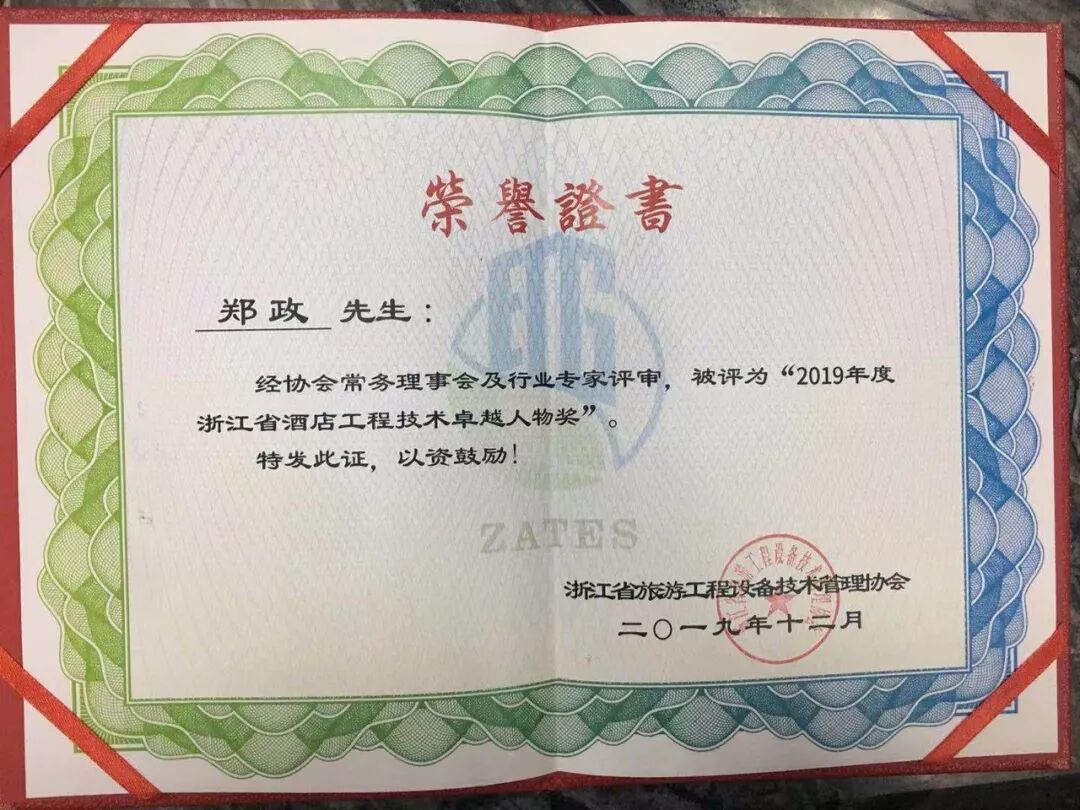 榮譽證書
郑政 先生：
经协会常务理事会及行业专家评审，被评为“2019年度
浙江省酒店工程技术卓越人物奖”。
特发此证，以资鼓励！
ZATES
浙江省旅游工程设备技术管理协会
二〇一九年十二月